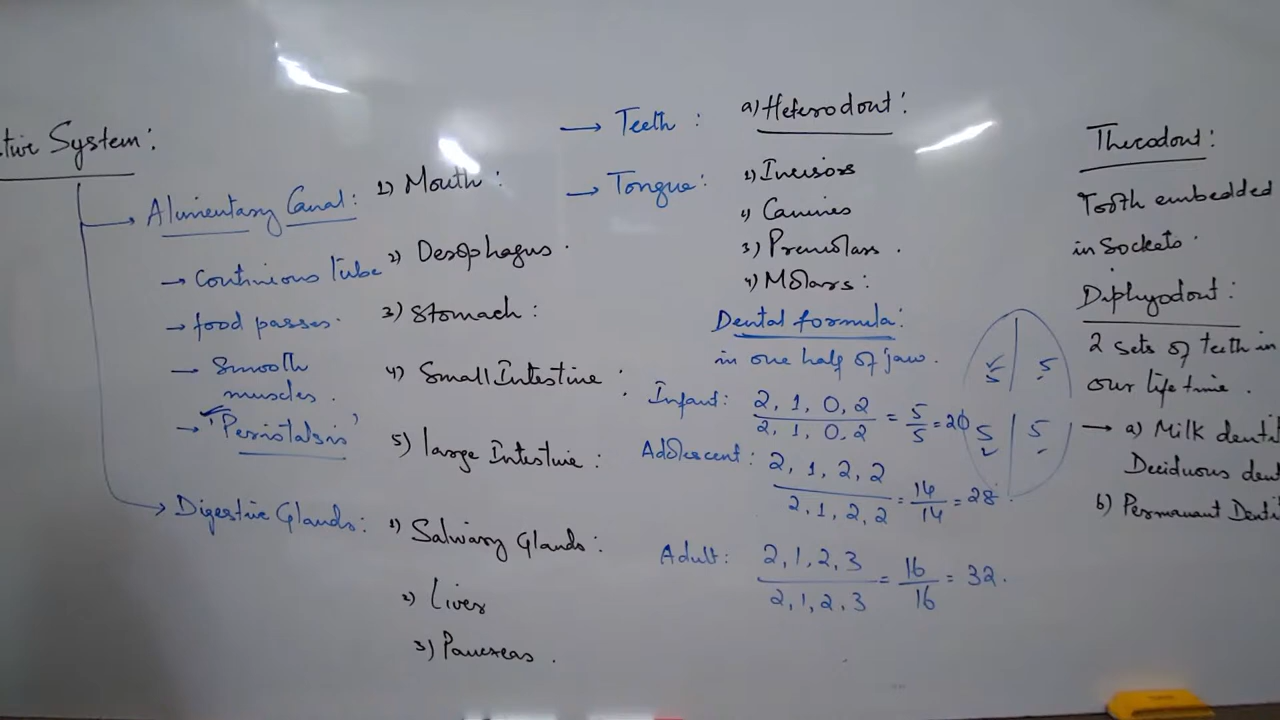 tive System:
Alimentary Canal:
→ Continious tube
→ food passes.
→ Smooth
muscles.
→ 'Peristalsis'
→ Digestive Glands:
1) Mouth:
2) Oesophagus.
3) Stomach:
4) Small Intestine:
5) large Intestine:
1) Salivary Glands:
2) Liver
3) Pancreas.
→ Teeth:
→ Tongue:
a) Heterodont:
1) Incisors
2) Canines
3) Premolars.
4) Molars:
Dental formula:
in one half of jaw.
Infant: 2, 1, 0, 2 / 2, 1, 0, 2 = 5/5 = 20
Adolescent: 2, 1, 2, 2 / 2, 1, 2, 2 = 14/14 = 28.
Adult: 2, 1, 2, 3 / 2, 1, 2, 3 = 16/16 = 32.
5 5
5 5
Thecodont:
Tooth embedded
in Sockets.
Diphyodont:
2 sets of teeth in
our life time.
→ a) Milk denti
Deciduous dent
b) Permanant Denti